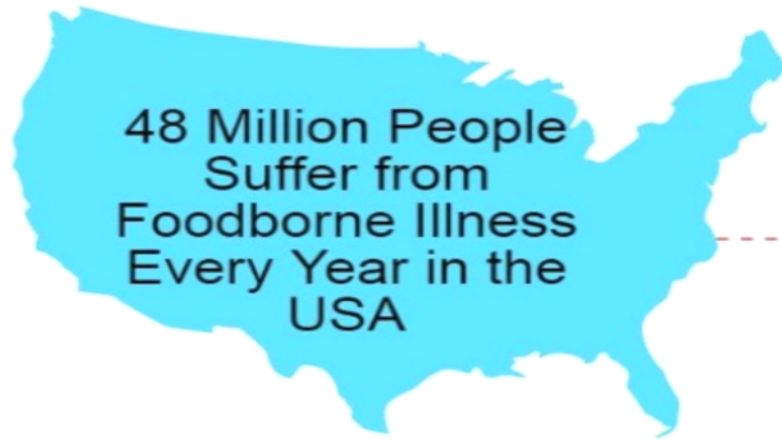 48 Million People
Suffer from
Foodborne Illness
Every Year in the
USA